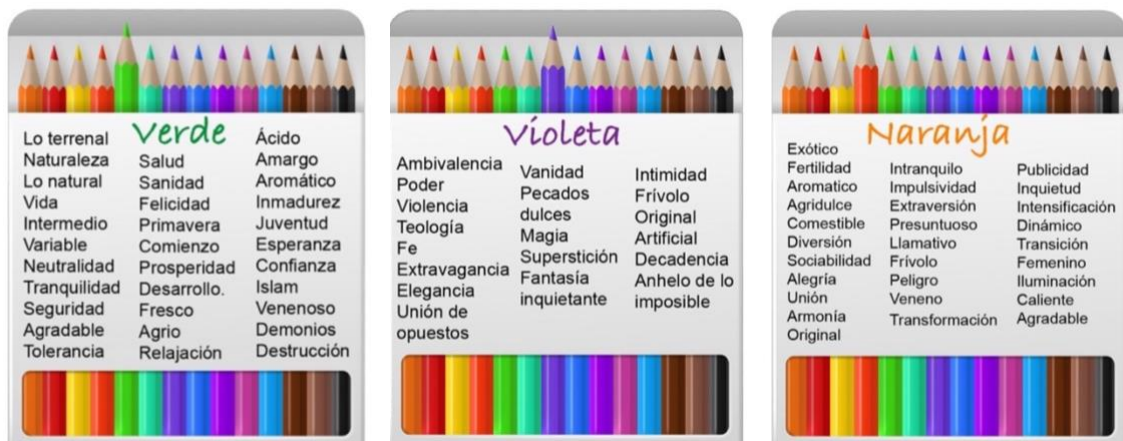 Verde
Lo terrenal
Naturaleza
Lo natural
Vida
Intermedio
Variable
Neutralidad
Tranquilidad
Seguridad
Agradable
Tolerancia
Salud
Sanidad
Felicidad
Primavera
Comienzo
Prosperidad
Desarrollo.
Fresco
Agrio
Relajación
Ácido
Amargo
Aromático
Inmadurez
Juventud
Esperanza
Confianza
Islam
Venenoso
Demonios
Destrucción
Violeta
Ambivalencia
Poder
Violencia
Teología
Fe
Extravagancia
Elegancia
Unión de
opuestos
Vanidad
Pecados
dulces
Magia
Superstición
Fantasía
inquietante
Intimidad
Frívolo
Original
Artificial
Decadencia
Anhelo de lo
imposible
Naranja
Exótico
Fertilidad
Aromatico
Agridulce
Comestible
Diversión
Sociabilidad
Alegría
Unión
Armonía
Original
Intranquilo
Impulsividad
Extraversión
Presuntuoso
Llamativo
Frívolo
Peligro
Veneno
Transformación
Publicidad
Inquietud
Intensificación
Dinámico
Transición
Femenino
Iluminación
Caliente
Agradable